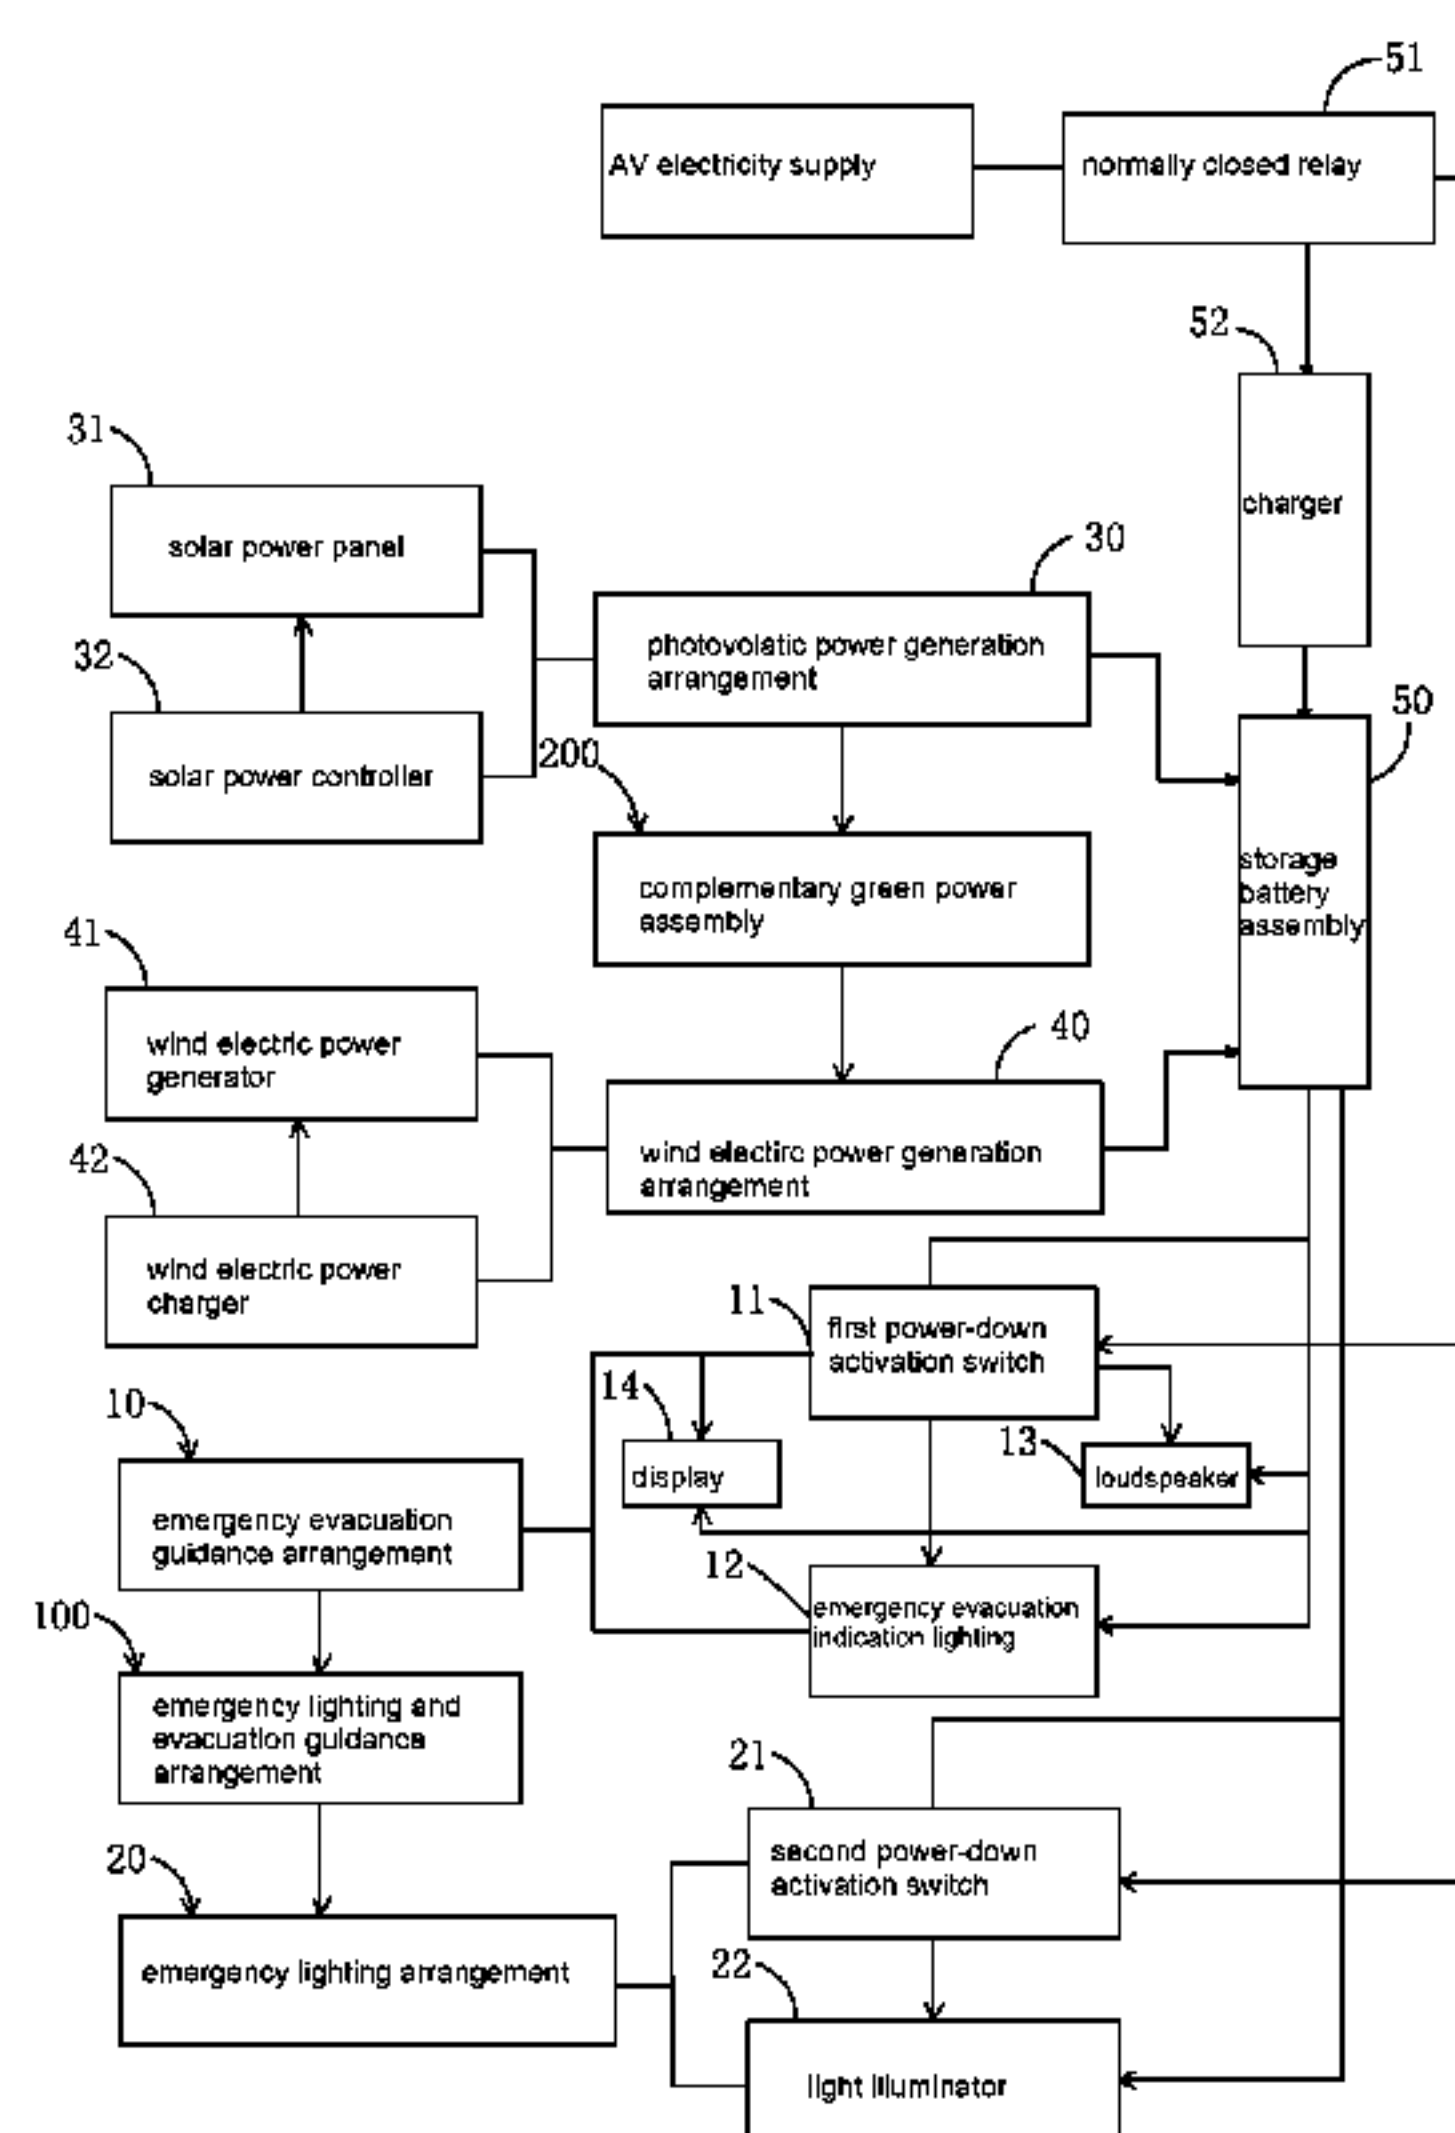 51
AV electricity supply
normally closed relay
52
charger
31
solar power panel
30
photovolatic power generation
arrangement
32
solar power controller
200
50
complementary green power
assembly
storage
battery
assembly
41
wind electric power
generator
40
wind electirc power generation
arrangement
42
wind electric power
charger
11
first power-down
activation switch
14
display
13
loudspeaker
10
emergency evacuation
guidance arrangement
12
emergency evacuation
indication lighting
100
emergency lighting and
evacuation guidance
arrangement
21
second power-down
activation switch
20
emergency lighting arrangement
22
light illuminator